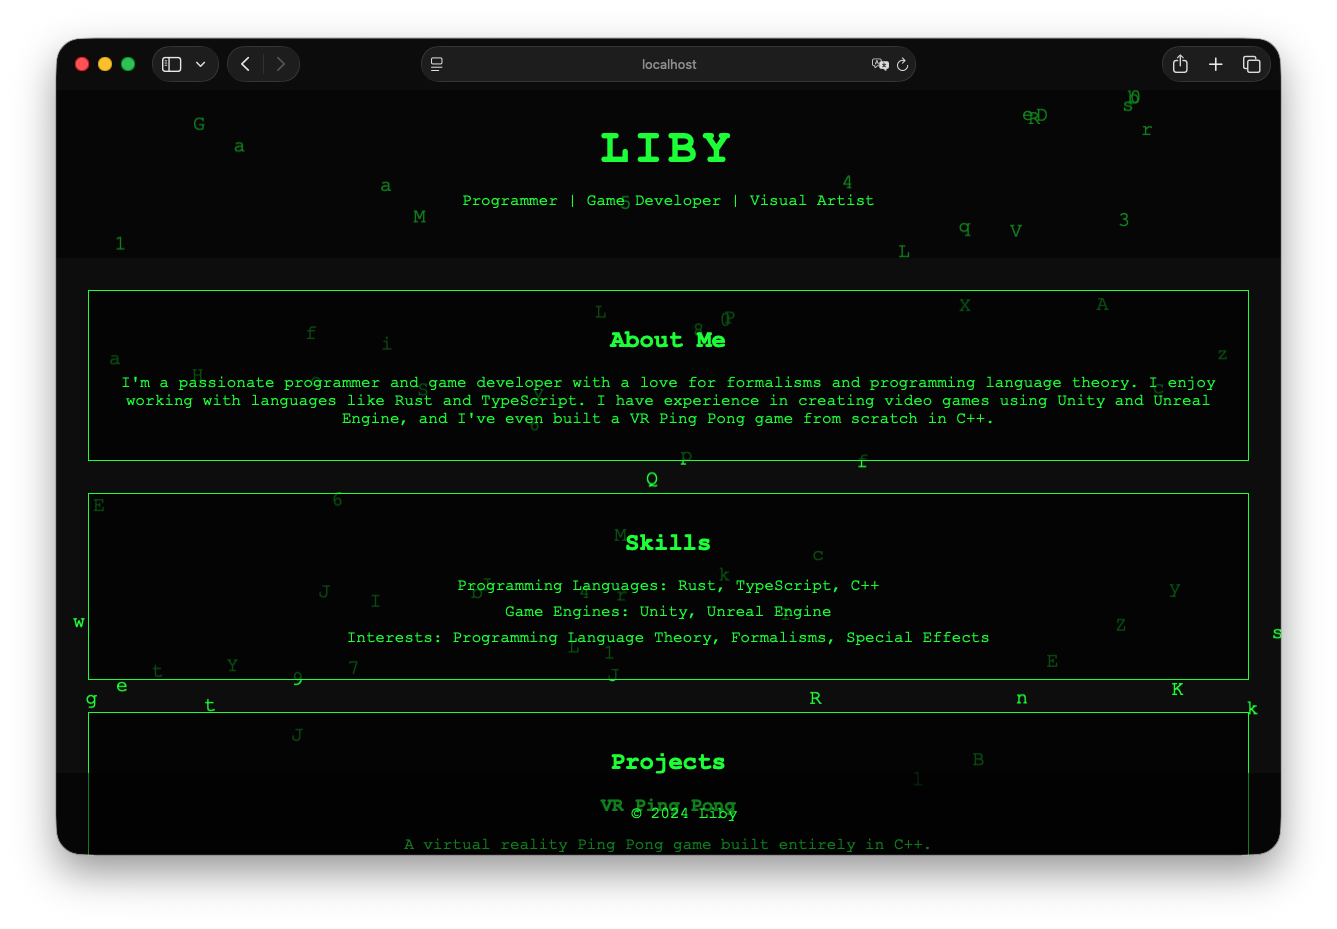 localhost
LIBY
Programmer | Game Developer | Visual Artist
About Me
I'm a passionate programmer and game developer with a love for formalisms and programming language theory. I enjoy
working with languages like Rust and TypeScript. I have experience in creating video games using Unity and Unreal
Engine, and I've even built a VR Ping Pong game from scratch in C++.
Skills
Programming Languages: Rust, TypeScript, C++
Game Engines: Unity, Unreal Engine
Interests: Programming Language Theory, Formalisms, Special Effects
Projects
VR Ping Pong
© 2024 Liby
A virtual reality Ping Pong game built entirely in C++.